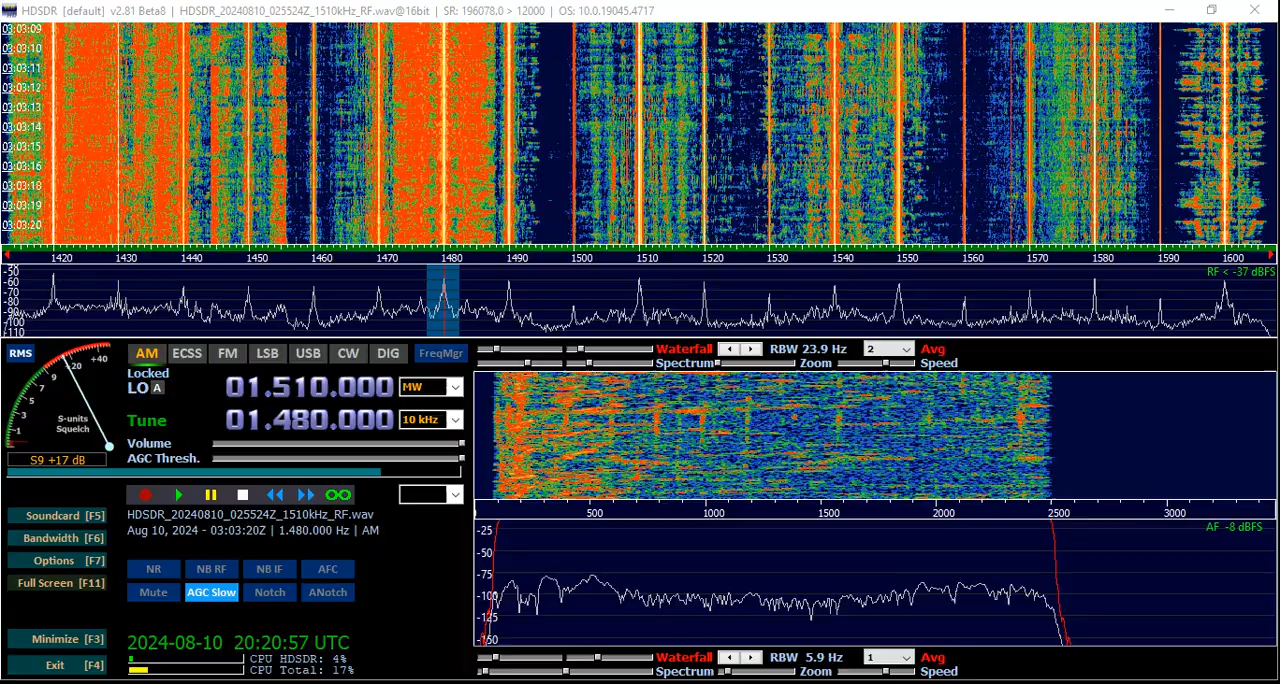 HDSDR [default] v2.81 Beta8 | HDSDR_20240810_025524Z_1510kHz_RF.wav@16bit | SR: 196078.0 > 12000 | OS: 10.0.19045.4717
03:03:09
03:03:10
03:03:11
03:03:12
03:03:13
03:03:14
03:03:15
03:03:16
03:03:18
03:03:19
03:03:20
1420 1430 1440 1450 1460 1470 1480 1490 1500 1510 1520 1530 1540 1550 1560 1570 1580 1590 1600
RF < -37 dBFS
-50
-60
-70
-80
-90
-100
-110
RMS
+40
+20
9
7
5
3
1
S-units
Squelch
S9 +17 dB
AM ECSS FM LSB USB CW DIG FreqMgr
Locked
LO A 01.510.000 MW
Tune 01.480.000 10 kHz
Volume
AGC Thresh.
Waterfall RBW 23.9 Hz 2 Avg
Spectrum Zoom Speed
HDSDR_20240810_025524Z_1510kHz_RF.wav
Aug 10, 2024 - 03:03:20Z | 1.480.000 Hz | AM
Soundcard [F5]
Bandwidth [F6]
Options [F7]
Full Screen [F11]
NR NB RF NB IF AFC
Mute AGC Slow Notch ANotch
Minimize [F3]
Exit [F4]
2024-08-10 20:20:57 UTC
CPU HDSDR: 4%
CPU Total: 17%
500 1000 1500 2000 2500 3000
AF -8 dBFS
-25
-50
-75
-100
-125
-150
Waterfall RBW 5.9 Hz 1 Avg
Spectrum Zoom Speed